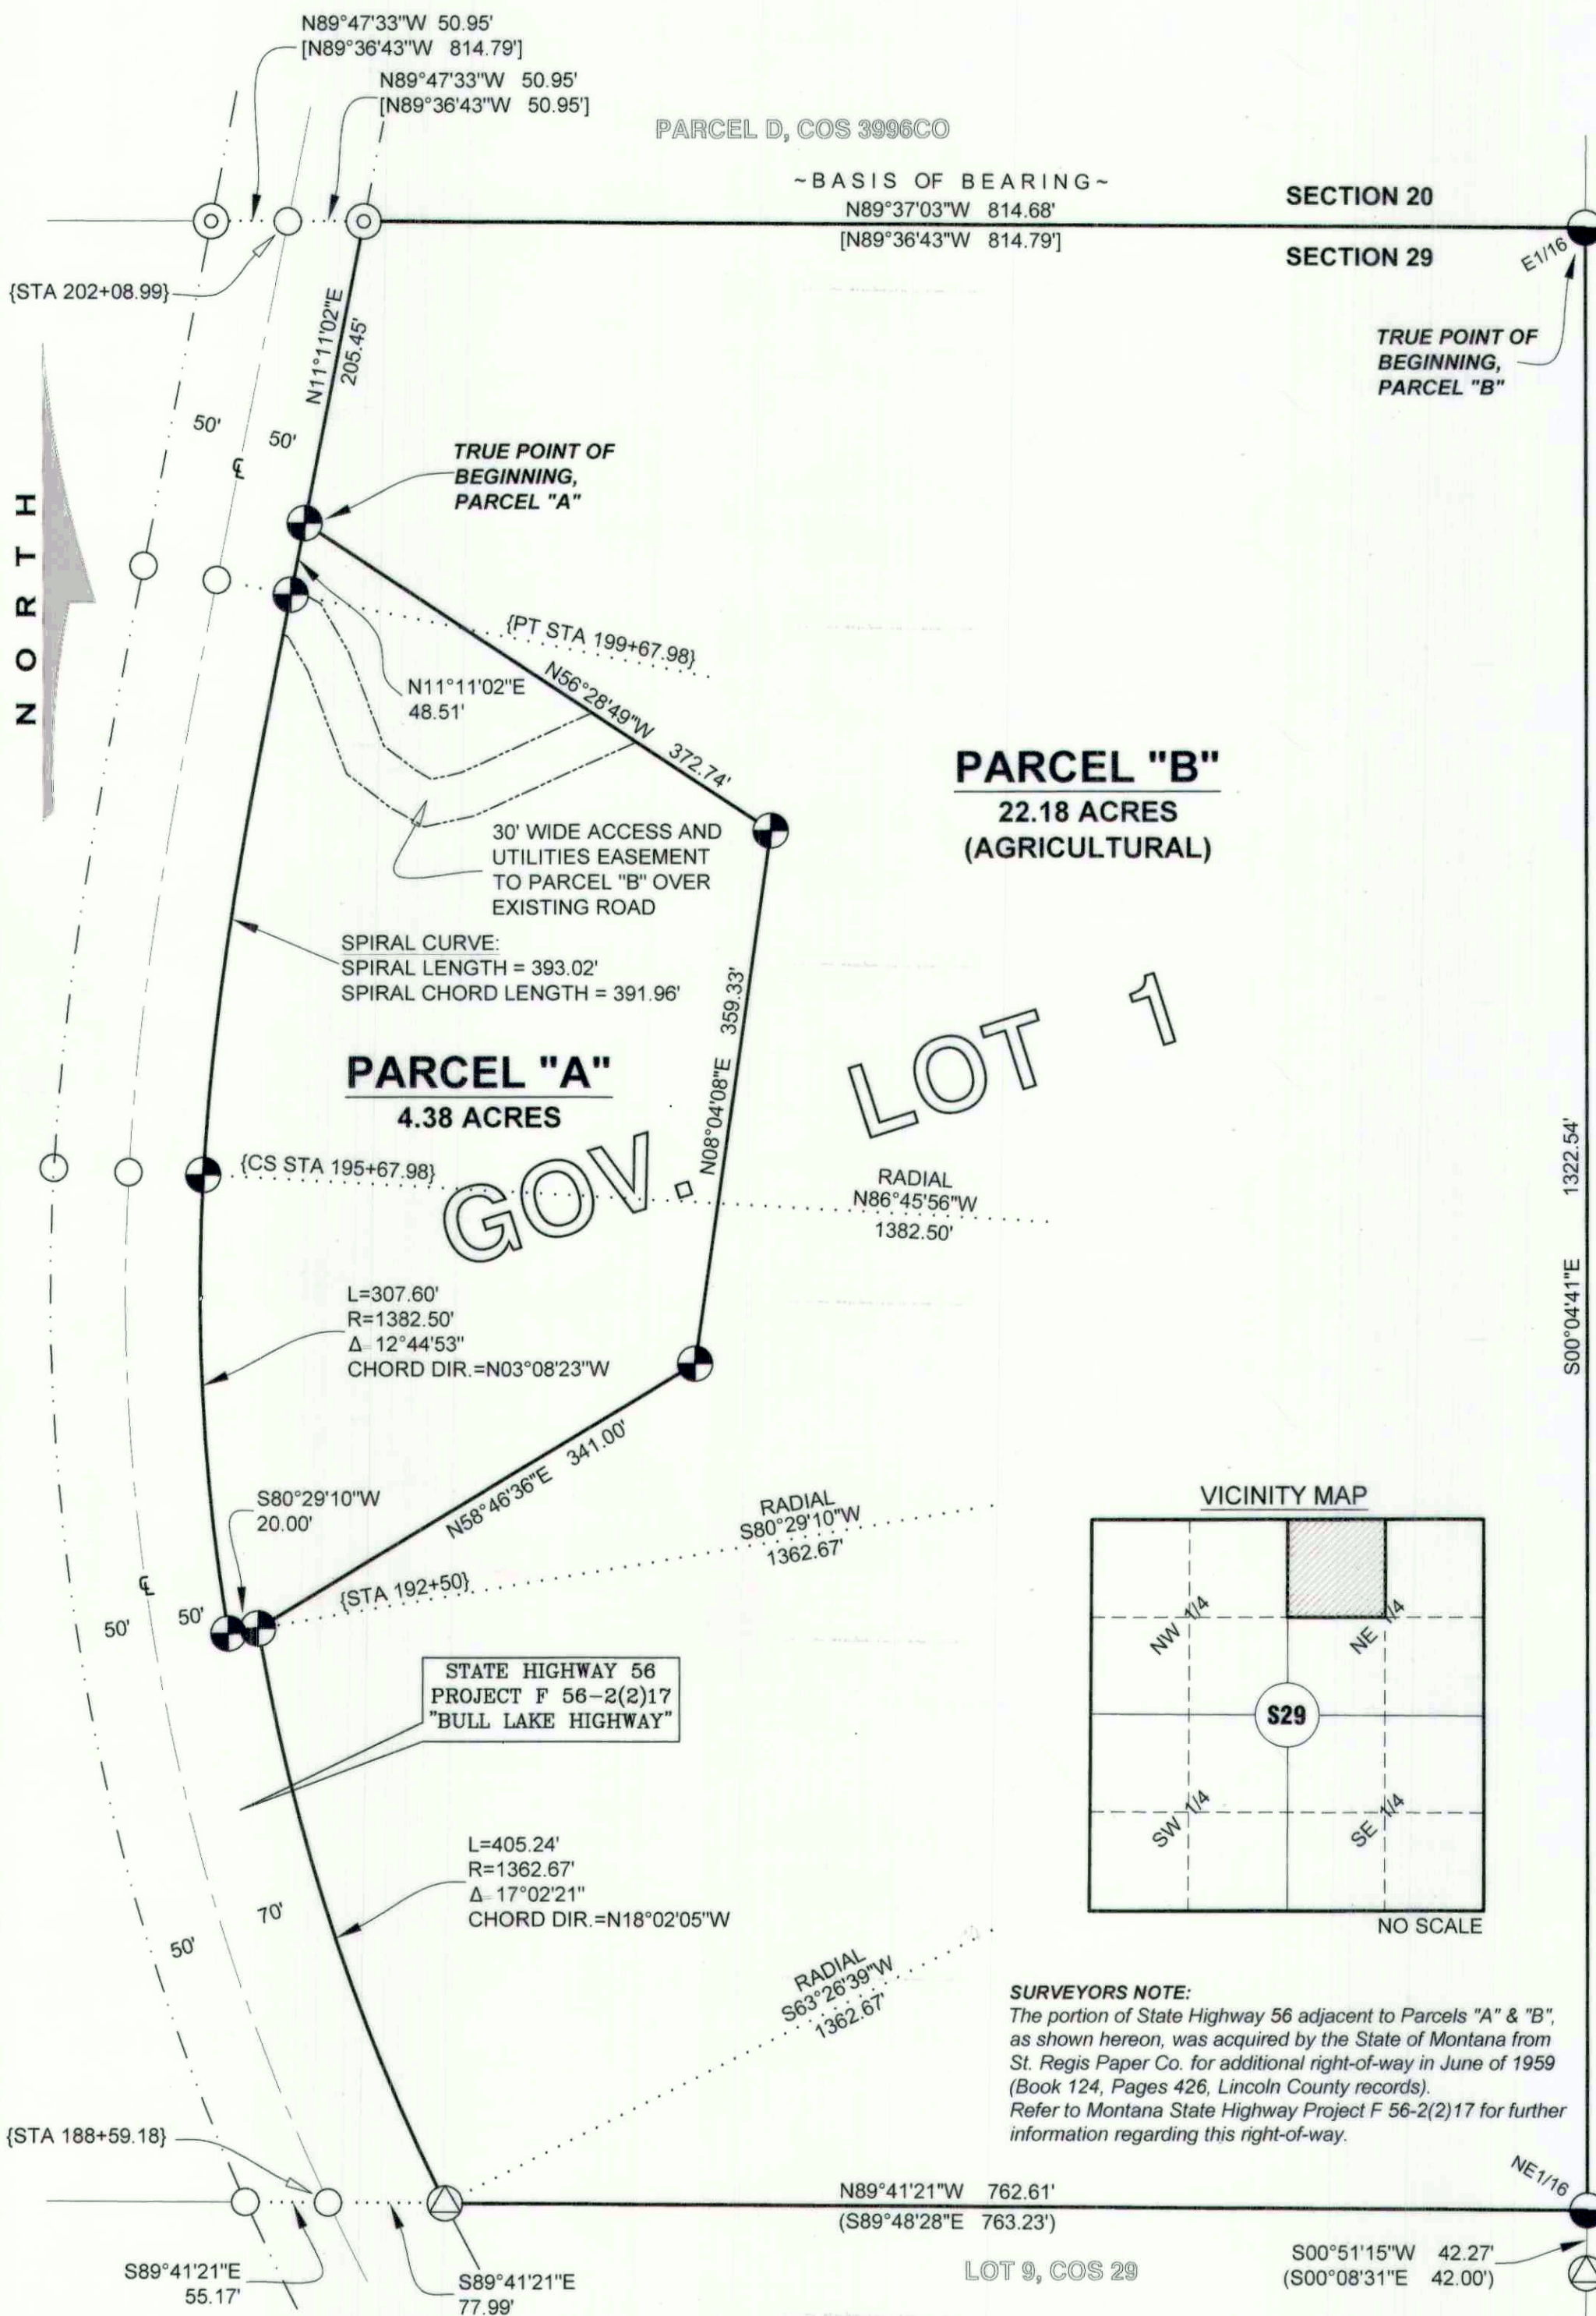 N89°47'33"W 50.95'
[N89°36'43"W 814.79']
N89°47'33"W 50.95'
[N89°36'43"W 50.95']
PARCEL D, COS 3996CO
~BASIS OF BEARING~
N89°37'03"W 814.68'
[N89°36'43"W 814.79']
SECTION 20
SECTION 29
E1/16
{STA 202+08.99}
TRUE POINT OF
BEGINNING,
PARCEL "B"
N11°11'02"E
205.45'
50'
50'
℄
TRUE POINT OF
BEGINNING,
PARCEL "A"
NORTH
{PT STA 199+67.98}
N11°11'02"E
48.51'
N56°28'49"W 372.74'
PARCEL "B"
22.18 ACRES
(AGRICULTURAL)
30' WIDE ACCESS AND
UTILITIES EASEMENT
TO PARCEL "B" OVER
EXISTING ROAD
SPIRAL CURVE:
SPIRAL LENGTH = 393.02'
SPIRAL CHORD LENGTH = 391.96'
N08°04'08"E 359.33'
PARCEL "A"
4.38 ACRES
GOV. LOT 1
{CS STA 195+67.98}
RADIAL
N86°45'56"W
1382.50'
S00°04'41"E 1322.54'
L=307.60'
R=1382.50'
Δ=12°44'53"
CHORD DIR.=N03°08'23"W
S80°29'10"W
20.00'
N58°46'36"E 341.00'
RADIAL
S80°29'10"W
1362.67'
{STA 192+50}
℄
50'
50'
VICINITY MAP
NW 1/4
NE 1/4
S29
SW 1/4
SE 1/4
NO SCALE
STATE HIGHWAY 56
PROJECT F 56-2(2)17
"BULL LAKE HIGHWAY"
L=405.24'
R=1362.67'
Δ=17°02'21"
CHORD DIR.=N18°02'05"W
70'
50'
RADIAL
S63°26'39"W
1362.67'
SURVEYORS NOTE:
The portion of State Highway 56 adjacent to Parcels "A" & "B",
as shown hereon, was acquired by the State of Montana from
St. Regis Paper Co. for additional right-of-way in June of 1959
(Book 124, Pages 426, Lincoln County records).
Refer to Montana State Highway Project F 56-2(2)17 for further
information regarding this right-of-way.
{STA 188+59.18}
NE1/16
N89°41'21"W 762.61'
(S89°48'28"E 763.23')
S89°41'21"E
55.17'
S89°41'21"E
77.99'
LOT 9, COS 29
S00°51'15"W 42.27'
(S00°08'31"E 42.00')